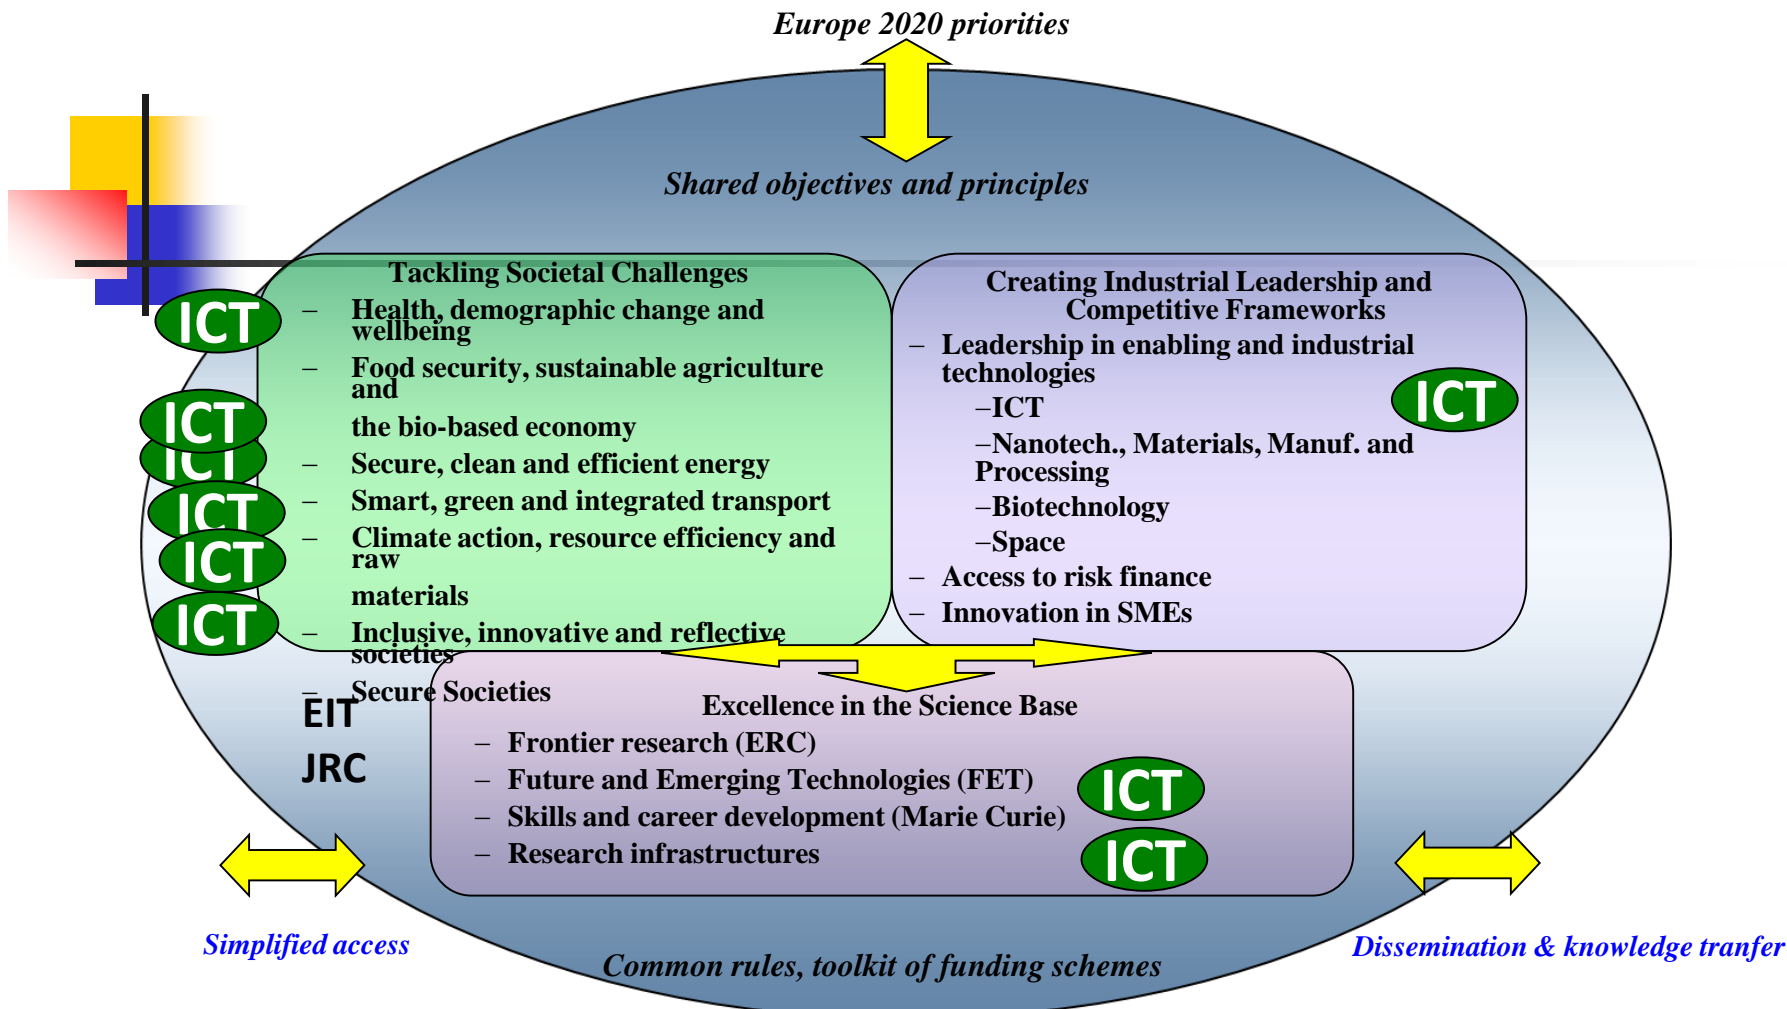 Europe 2020 priorities
Shared objectives and principles
Tackling Societal Challenges
– Health, demographic change and
wellbeing
– Food security, sustainable agriculture
and
the bio-based economy
– Secure, clean and efficient energy
– Smart, green and integrated transport
– Climate action, resource efficiency and
raw
materials
– Inclusive, innovative and reflective
societies
– Secure Societies
ICT
ICT
ICT
ICT
ICT
ICT
EIT
JRC
Creating Industrial Leadership and
Competitive Frameworks
– Leadership in enabling and industrial
technologies
–ICT
–Nanotech., Materials, Manuf. and
Processing
–Biotechnology
–Space
– Access to risk finance
– Innovation in SMEs
ICT
Excellence in the Science Base
– Frontier research (ERC)
– Future and Emerging Technologies (FET)
– Skills and career development (Marie Curie)
– Research infrastructures
ICT
ICT
Simplified access
Common rules, toolkit of funding schemes
Dissemination & knowledge tranfer